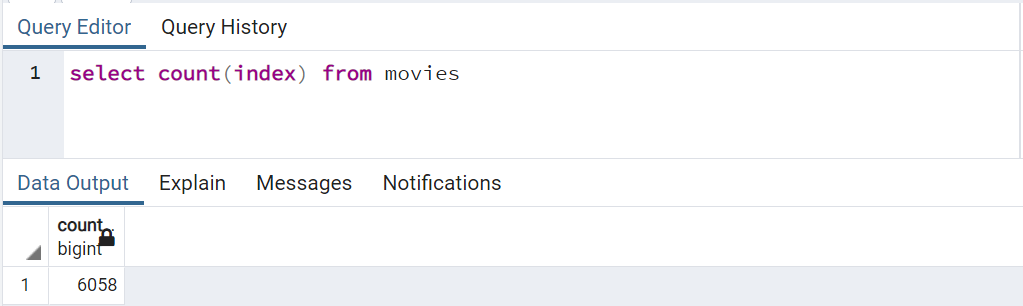 Query Editor Query History
1 select count(index) from movies
Data Output Explain Messages Notifications
count
bigint
1 6058